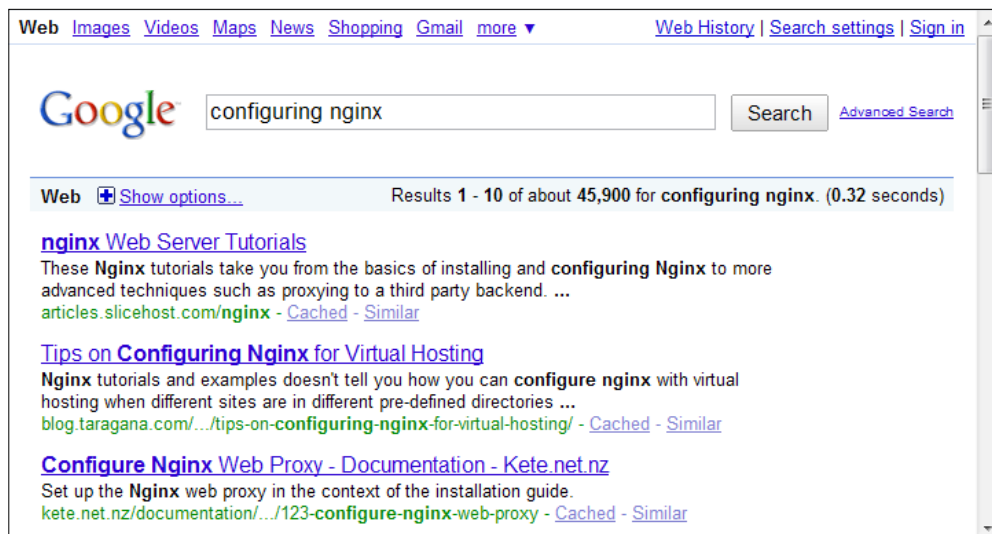 Web Images Videos Maps News Shopping Gmail more ▼ Web History | Search settings | Sign in
Google configuring nginx Search Advanced Search
Web Show options... Results 1 - 10 of about 45,900 for configuring nginx. (0.32 seconds)
nginx Web Server Tutorials
These Nginx tutorials take you from the basics of installing and configuring Nginx to more
advanced techniques such as proxying to a third party backend. ...
articles.slicehost.com/nginx - Cached - Similar
Tips on Configuring Nginx for Virtual Hosting
Nginx tutorials and examples doesn't tell you how you can configure nginx with virtual
hosting when different sites are in different pre-defined directories ...
blog.taragana.com/.../tips-on-configuring-nginx-for-virtual-hosting/ - Cached - Similar
Configure Nginx Web Proxy - Documentation - Kete.net.nz
Set up the Nginx web proxy in the context of the installation guide.
kete.net.nz/documentation/.../123-configure-nginx-web-proxy - Cached - Similar